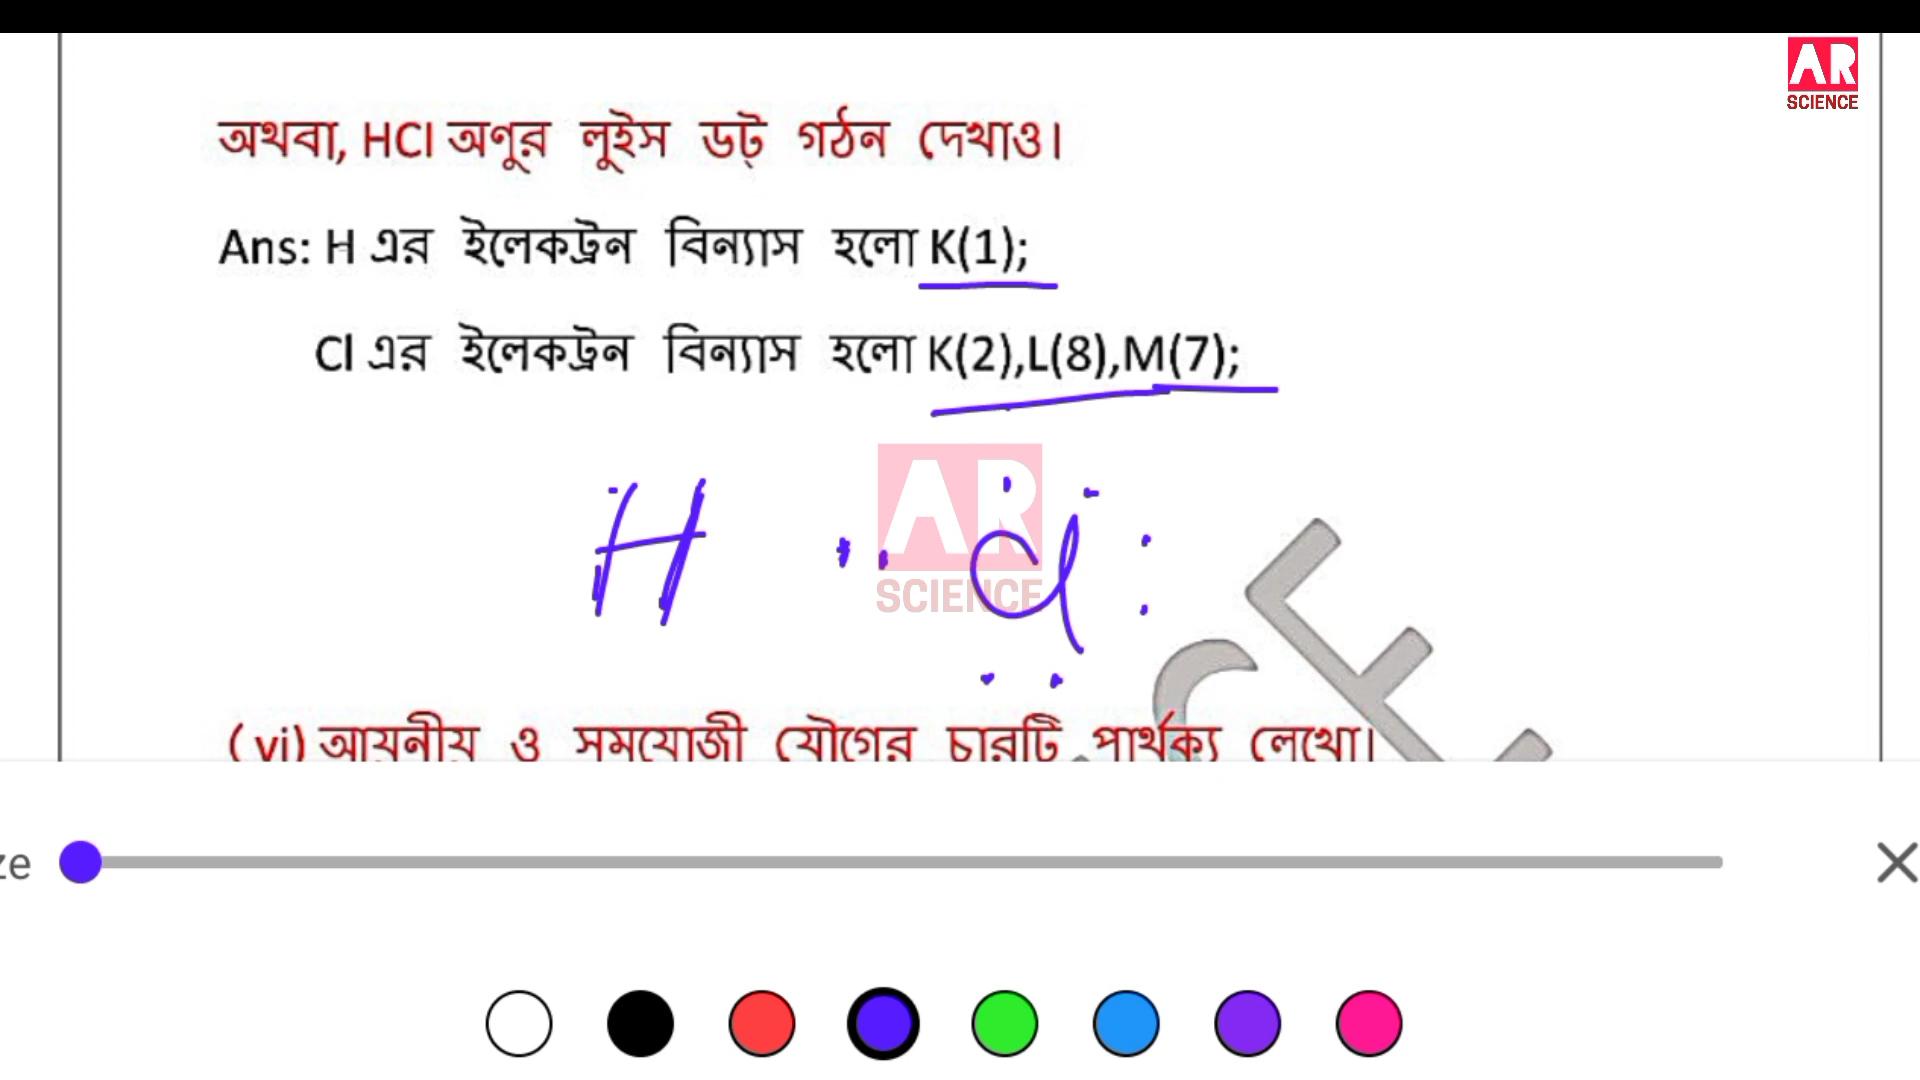 AR
SCIENCE
অথবা, HCl অণুর লুইস ডট্ গঠন দেখাও।
Ans: H এর ইলেকট্রন বিন্যাস হলো K(1);
Cl এর ইলেকট্রন বিন্যাস হলো K(2),L(8),M(7);
AR
SCIENCE
H : Cl :
(vi) আয়নীয় ও সমযোজী যৌগের চারটি পার্থক্য লেখো।
ze